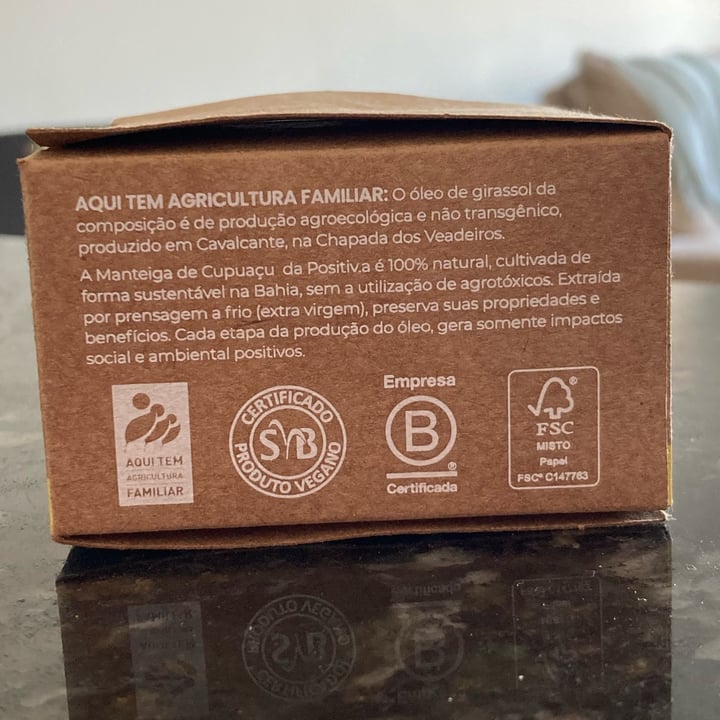 AQUI TEM AGRICULTURA FAMILIAR: O óleo de girassol da
composição é de produção agroecológica e não transgênico,
produzido em Cavalcante, na Chapada dos Veadeiros.
A Manteiga de Cupuaçu da Positiv.a é 100% natural, cultivada de
forma sustentável na Bahia, sem a utilização de agrotóxicos. Extraída
por prensagem a frio (extra virgem), preserva suas propriedades e
benefícios. Cada etapa da produção do óleo, gera somente impactos
social e ambiental positivos.
AQUI TEM
AGRICULTURA
FAMILIAR
CERTIFICADO
SVB
PRODUTO VEGANO
Empresa
B
®
Certificada
®
FSC
MISTO
Papel
FSC® C147763